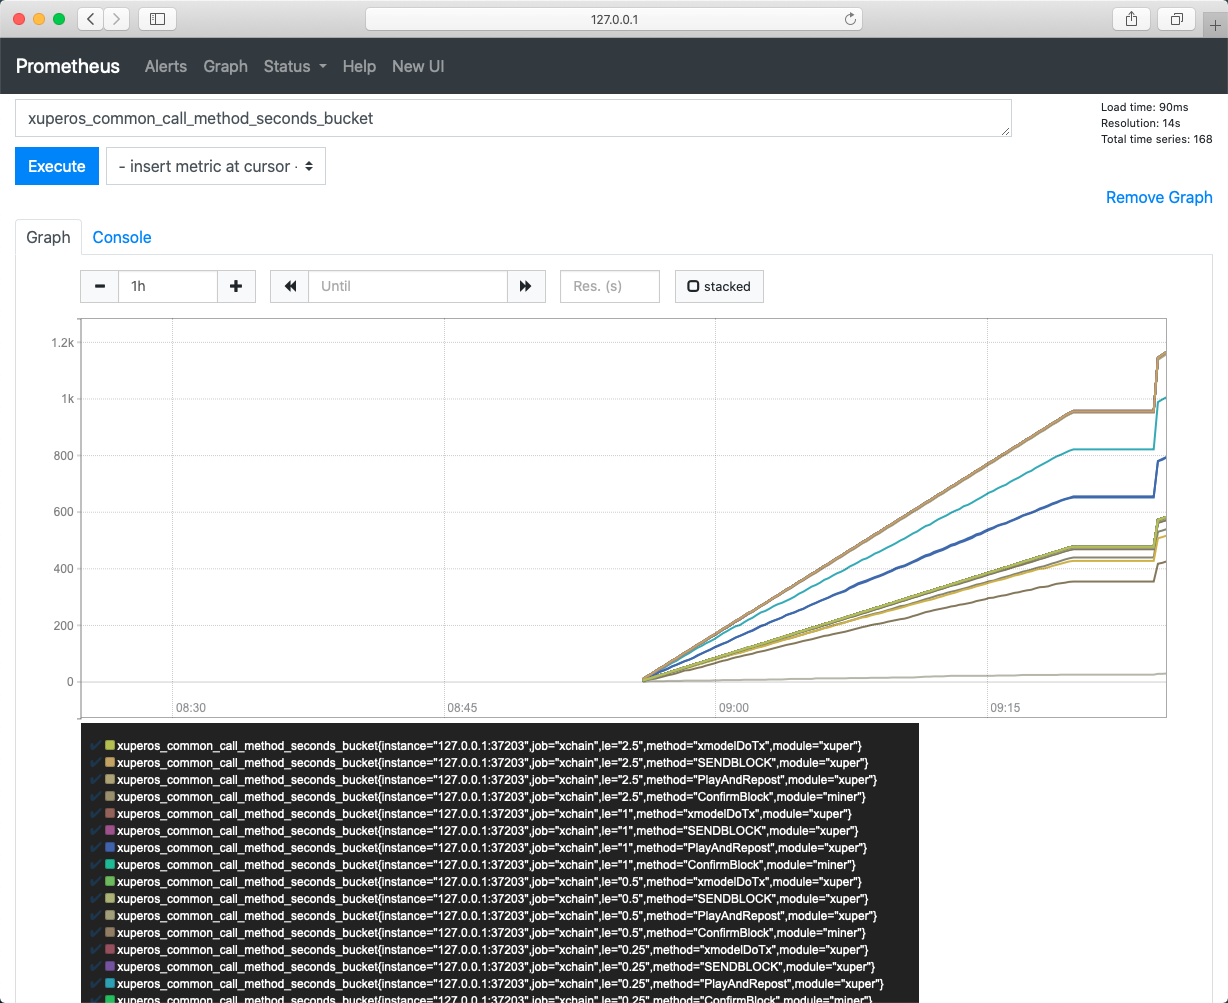 127.0.0.1
Prometheus Alerts Graph Status Help New UI
xuperos_common_call_method_seconds_bucket
Load time: 90ms
Resolution: 14s
Total time series: 168
Execute - insert metric at cursor -
Remove Graph
Graph Console
1h Until Res. (s) stacked
1.2k
1k
800
600
400
200
0
08:30 08:45 09:00 09:15
xuperos_common_call_method_seconds_bucket{instance="127.0.0.1:37203",job="xchain",le="2.5",method="xmodelDoTx",module="xuper"}
xuperos_common_call_method_seconds_bucket{instance="127.0.0.1:37203",job="xchain",le="2.5",method="SENDBLOCK",module="xuper"}
xuperos_common_call_method_seconds_bucket{instance="127.0.0.1:37203",job="xchain",le="2.5",method="PlayAndRepost",module="xuper"}
xuperos_common_call_method_seconds_bucket{instance="127.0.0.1:37203",job="xchain",le="2.5",method="ConfirmBlock",module="miner"}
xuperos_common_call_method_seconds_bucket{instance="127.0.0.1:37203",job="xchain",le="1",method="xmodelDoTx",module="xuper"}
xuperos_common_call_method_seconds_bucket{instance="127.0.0.1:37203",job="xchain",le="1",method="SENDBLOCK",module="xuper"}
xuperos_common_call_method_seconds_bucket{instance="127.0.0.1:37203",job="xchain",le="1",method="PlayAndRepost",module="xuper"}
xuperos_common_call_method_seconds_bucket{instance="127.0.0.1:37203",job="xchain",le="1",method="ConfirmBlock",module="miner"}
xuperos_common_call_method_seconds_bucket{instance="127.0.0.1:37203",job="xchain",le="0.5",method="xmodelDoTx",module="xuper"}
xuperos_common_call_method_seconds_bucket{instance="127.0.0.1:37203",job="xchain",le="0.5",method="SENDBLOCK",module="xuper"}
xuperos_common_call_method_seconds_bucket{instance="127.0.0.1:37203",job="xchain",le="0.5",method="PlayAndRepost",module="xuper"}
xuperos_common_call_method_seconds_bucket{instance="127.0.0.1:37203",job="xchain",le="0.5",method="ConfirmBlock",module="miner"}
xuperos_common_call_method_seconds_bucket{instance="127.0.0.1:37203",job="xchain",le="0.25",method="xmodelDoTx",module="xuper"}
xuperos_common_call_method_seconds_bucket{instance="127.0.0.1:37203",job="xchain",le="0.25",method="SENDBLOCK",module="xuper"}
xuperos_common_call_method_seconds_bucket{instance="127.0.0.1:37203",job="xchain",le="0.25",method="PlayAndRepost",module="xuper"}
xuperos_common_call_method_seconds_bucket{instance="127.0.0.1:37203",job="xchain",le="0.25",method="ConfirmBlock",module="miner"}